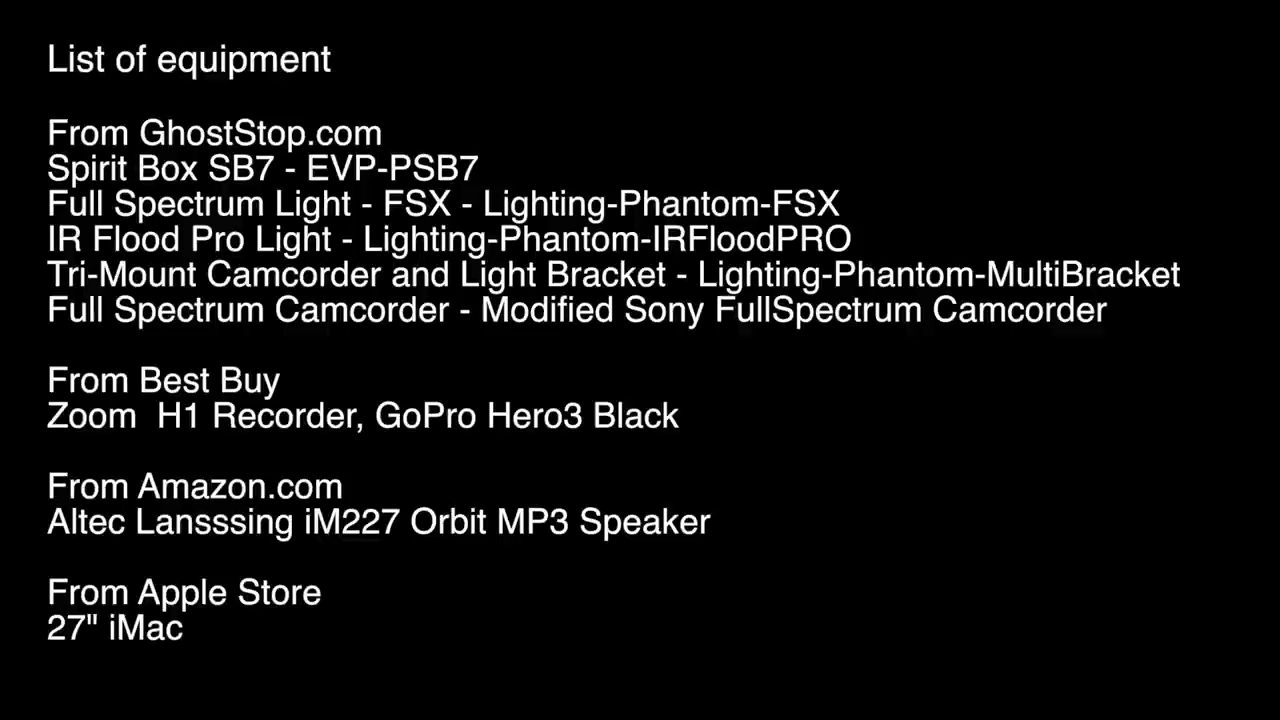 List of equipment
From GhostStop.com
Spirit Box SB7 - EVP-PSB7
Full Spectrum Light - FSX - Lighting-Phantom-FSX
IR Flood Pro Light - Lighting-Phantom-IRFloodPRO
Tri-Mount Camcorder and Light Bracket - Lighting-Phantom-MultiBracket
Full Spectrum Camcorder - Modified Sony FullSpectrum Camcorder
From Best Buy
Zoom  H1 Recorder, GoPro Hero3 Black
From Amazon.com
Altec Lansssing iM227 Orbit MP3 Speaker
From Apple Store
27" iMac